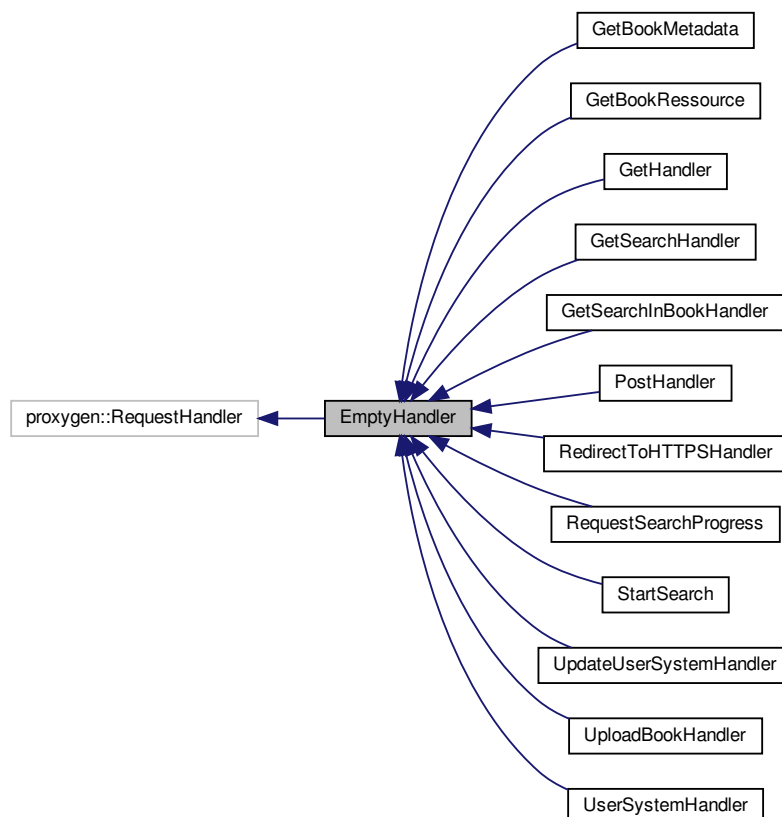 GetBookMetadata
GetBookRessource
GetHandler
GetSearchHandler
GetSearchInBookHandler
PostHandler
proxygen::RequestHandler
EmptyHandler
RedirectToHTTPSHandler
RequestSearchProgress
StartSearch
UpdateUserSystemHandler
UploadBookHandler
UserSystemHandler